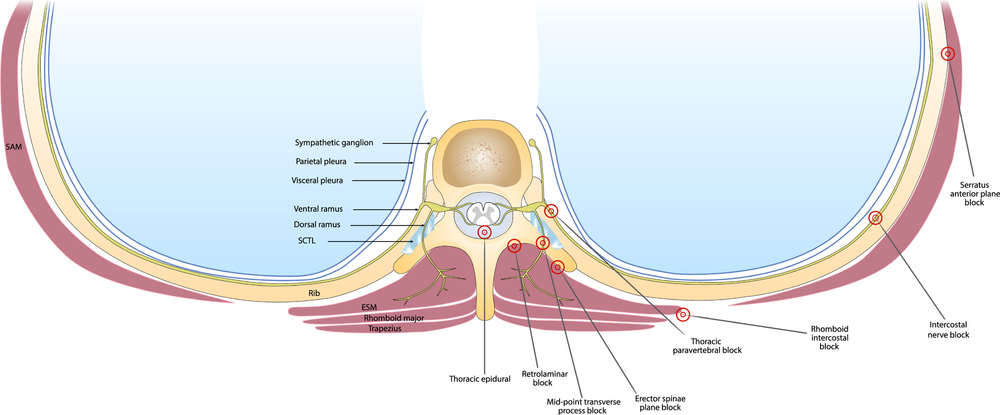 Sympathetic ganglion
Parietal pleura
Visceral pleura
Ventral ramus
Dorsal ramus
SCTL
SAM
Rib
ESM
Rhomboid major
Trapezius
Serratus
anterior plane
block
Intercostal
nerve block
Rhomboid
intercostal
block
Thoracic
paravertebral block
Thoracic epidural
Retrolaminar
block
Mid-point transverse
process block
Erector spinae
plane block